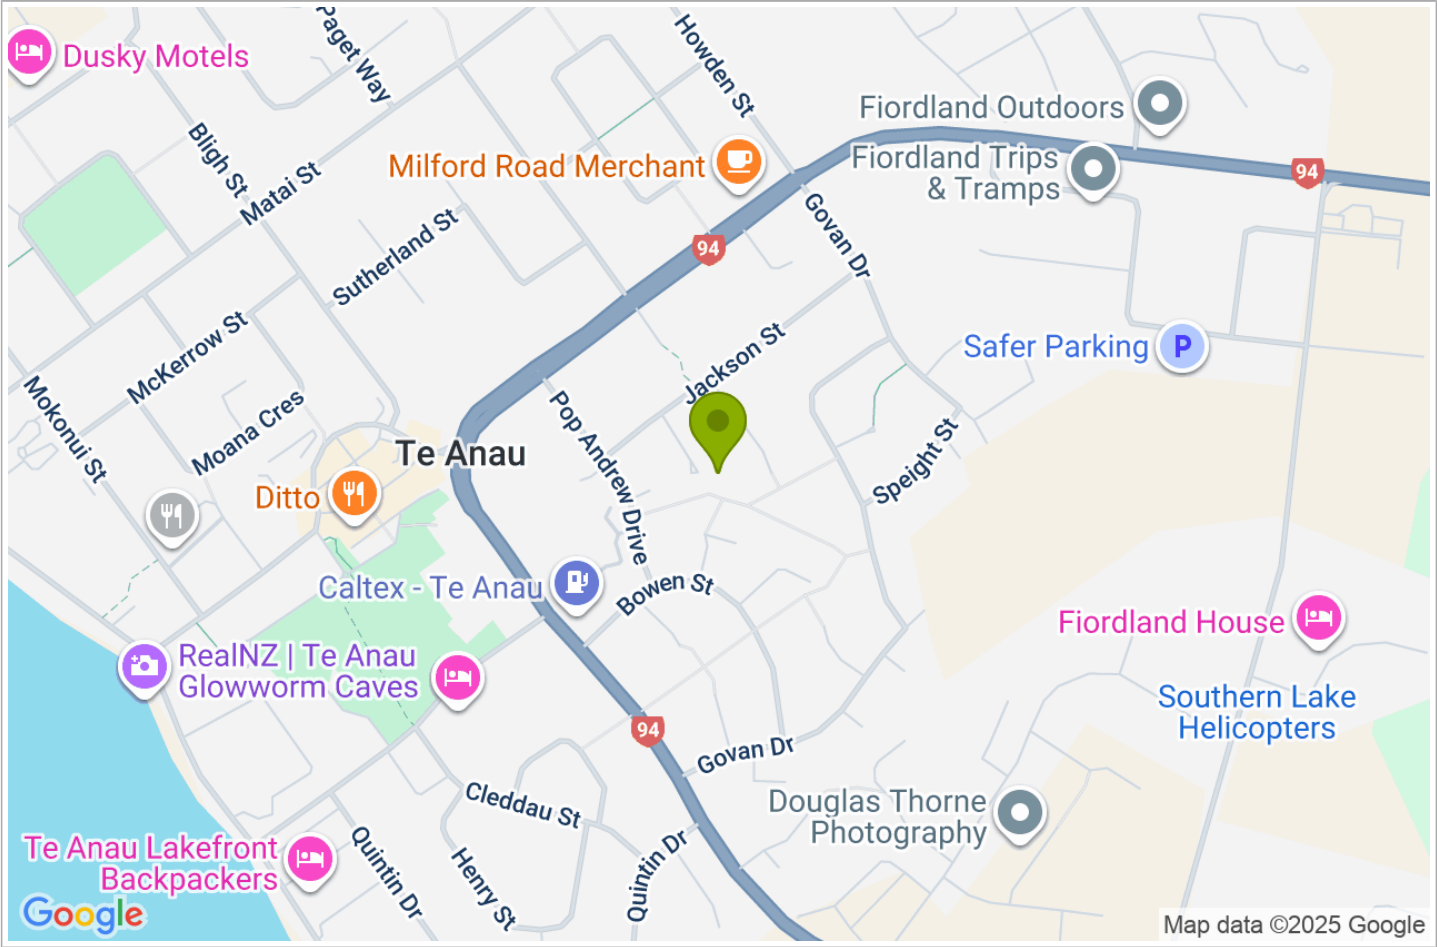 Paget Way
Howden St
Dusky Motels
Fiordland Outdoors
Bligh St
Milford Road Merchant
Fiordland Trips
& Tramps
94
Matai St
Govan Dr
Sutherland St
94
McKerrow St
Jackson St
Safer Parking
P
Mokonui St
Moana Cres
Pop Andrew Drive
Te Anau
Speight St
Ditto
Caltex - Te Anau
Bowen St
Fiordland House
RealNZ | Te Anau
Glowworm Caves
Southern Lake
Helicopters
94
Govan Dr
Cleddau St
Douglas Thorne
Photography
Te Anau Lakefront
Backpackers
Quintin Dr
Henry St
Quintin Dr
Google
Map data ©2025 Google